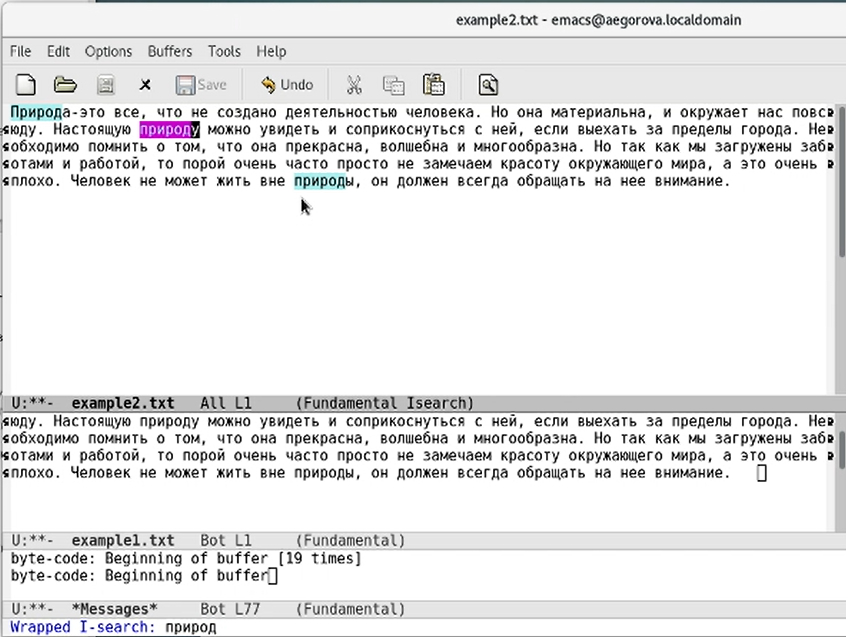 example2.txt - emacs@aegorova.localdomain
File Edit Options Buffers Tools Help
Save Undo
Природа-это все, что не создано деятельностью человека. Но она материальна, и окружает нас повс
юду. Настоящую природу можно увидеть и соприкоснуться с ней, если выехать за пределы города. Не
обходимо помнить о том, что она прекрасна, волшебна и многообразна. Но так как мы загружены заб
отами и работой, то порой очень часто просто не замечаем красоту окружающего мира, а это очень
плохо. Человек не может жить вне природы, он должен всегда обращать на нее внимание.
U:**- example2.txt All L1 (Fundamental Isearch)
юду. Настоящую природу можно увидеть и соприкоснуться с ней, если выехать за пределы города. Не
обходимо помнить о том, что она прекрасна, волшебна и многообразна. Но так как мы загружены заб
отами и работой, то порой очень часто просто не замечаем красоту окружающего мира, а это очень
плохо. Человек не может жить вне природы, он должен всегда обращать на нее внимание.
U:**- example1.txt Bot L1 (Fundamental)
byte-code: Beginning of buffer [19 times]
byte-code: Beginning of buffer
U:**- *Messages* Bot L77 (Fundamental)
Wrapped I-search: природ